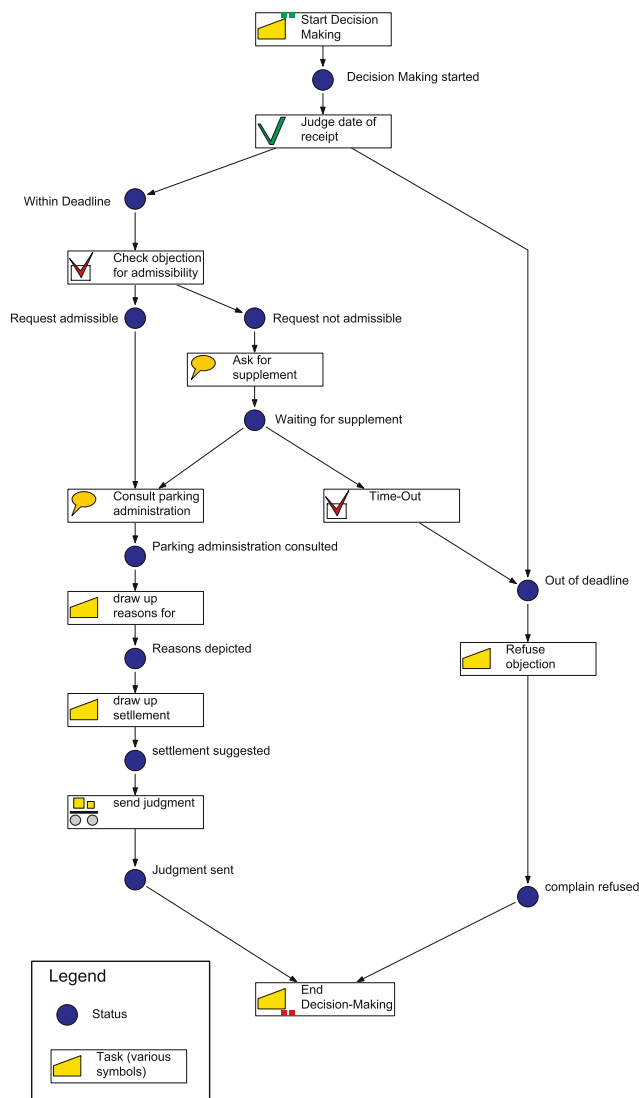 Start Decision
Making
Decision Making started
Judge date of
receipt
Within Deadline
Check objection
for admissibility
Request admissible
Request not admissible
Ask for
supplement
Waiting for supplement
Consult parking
administration
Time-Out
Parking adminsistration consulted
Out of deadline
draw up
reasons for
Reasons depicted
Refuse
objection
draw up
setllement
settlement suggested
send judgment
Judgment sent
complain refused
End
Decision-Making
Legend
Status
Task (various
symbols)